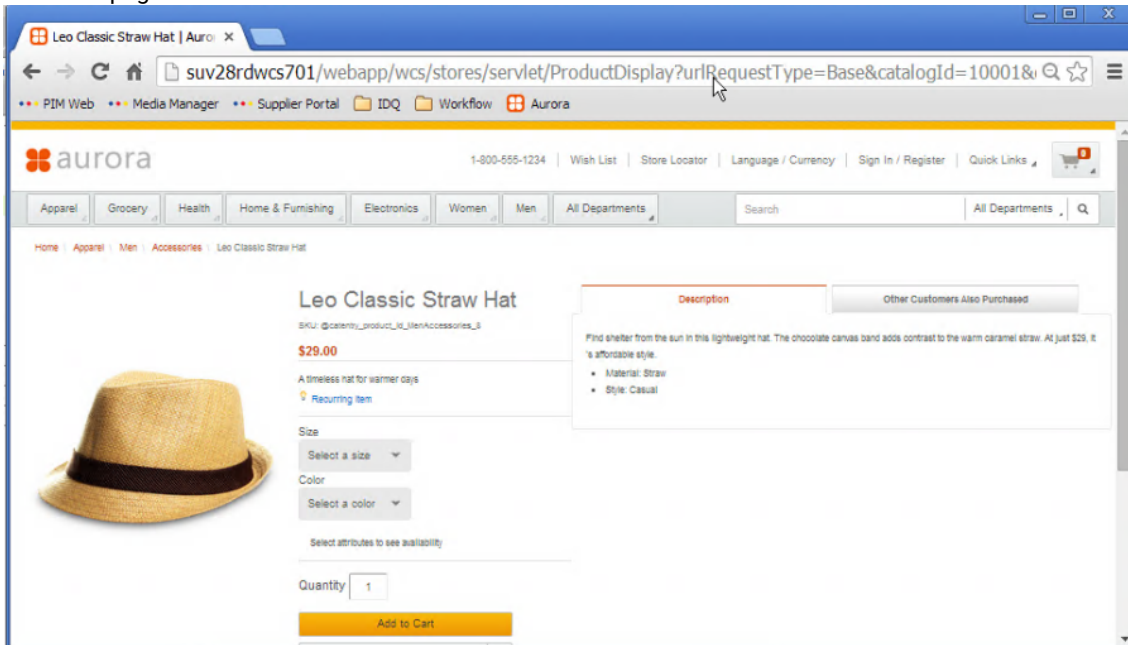 Leo Classic Straw Hat | Auro
suv28rdwcs701/webapp/wcs/stores/servlet/ProductDisplay?urlRequestType=Base&catalogId=10001&
PIM Web Media Manager Supplier Portal IDQ Workflow Aurora
aurora 1-800-555-1234 | Wish List | Store Locator | Language / Currency | Sign In / Register | Quick Links 0
Apparel Grocery Health Home & Furnishing Electronics Women Men All Departments Search All Departments
Home \ Apparel \ Men \ Accessories \ Leo Classic Straw Hat
Leo Classic Straw Hat
SKU: @catentry_product_id_MenAccessories_8
$29.00
A timeless hat for warmer days
Recurring item
Size
Select a size
Color
Select a color
Select attributes to see availability
Quantity 1
Add to Cart
Description Other Customers Also Purchased
Find shelter from the sun in this lightweight hat. The chocolate canvas band adds contrast to the warm caramel straw. At just $29, it
's affordable style.
• Material: Straw
• Style: Casual